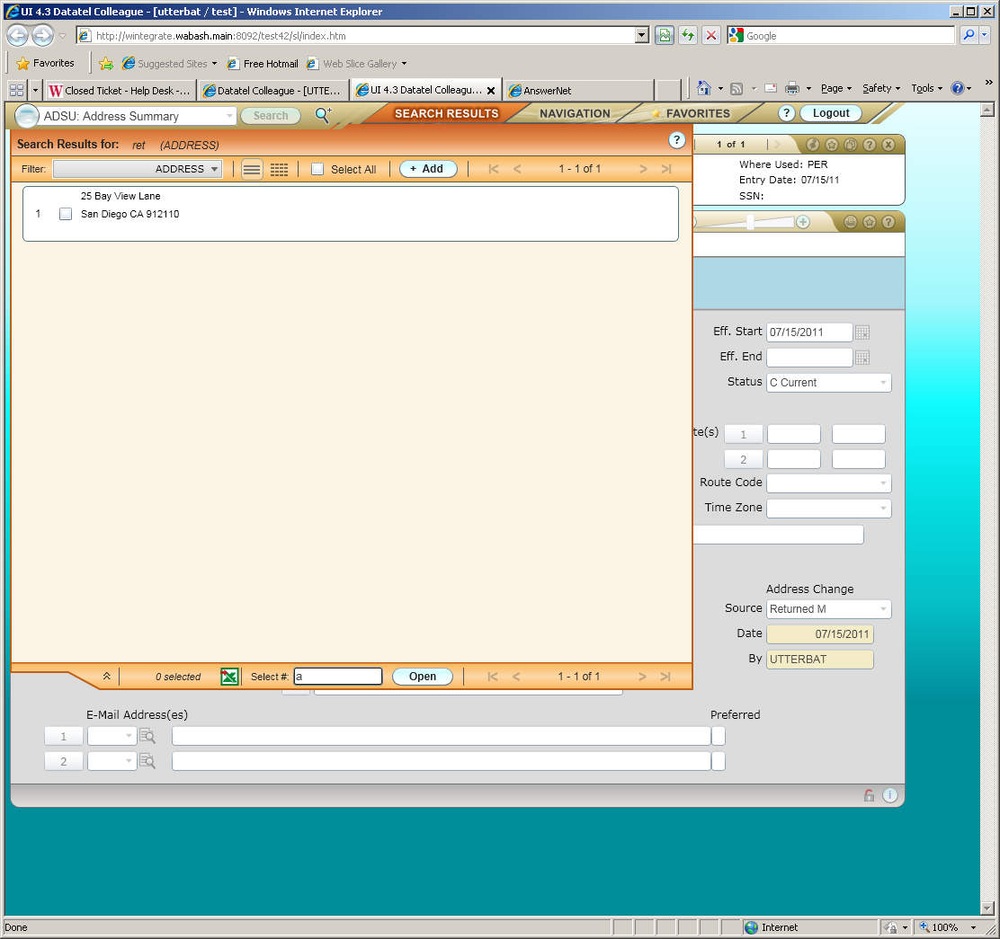 UI 4.3 Datatel Colleague - [utterbat / test] - Windows Internet Explorer
http://wintegrate.wabash.main:8092/test42/sl/index.htm
Google
Favorites
Suggested Sites
Free Hotmail
Web Slice Gallery
Closed Ticket - Help Desk -...
Datatel Colleague - [UTTE...
UI 4.3 Datatel Colleagu...
AnswerNet
Page
Safety
Tools
ADSU: Address Summary
Search
SEARCH RESULTS
NAVIGATION
FAVORITES
?
Logout
Search Results for: ret (ADDRESS)
?
1 of 1
Filter: ADDRESS
Select All
+ Add
1 - 1 of 1
Where Used: PER
Entry Date: 07/15/11
SSN:
25 Bay View Lane
1
San Diego CA 912110
Eff. Start 07/15/2011
Eff. End
Status C Current
te(s) 1
2
Route Code
Time Zone
Address Change
Source Returned M
Date 07/15/2011
By UTTERBAT
0 selected
Select #: a
Open
1 - 1 of 1
E-Mail Address(es)
Preferred
1
2
Done
Internet
100%